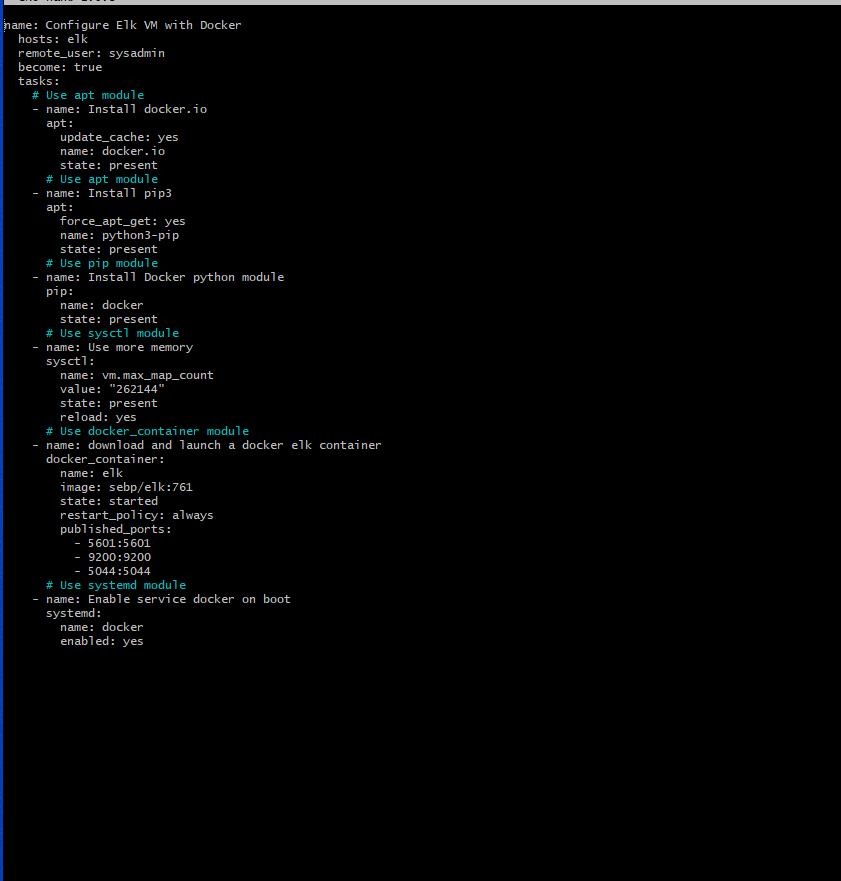 name: Configure Elk VM with Docker
  hosts: elk
  remote_user: sysadmin
  become: true
  tasks:
    # Use apt module
    - name: Install docker.io
      apt:
        update_cache: yes
        name: docker.io
        state: present
      # Use apt module
    - name: Install pip3
      apt:
        force_apt_get: yes
        name: python3-pip
        state: present
      # Use pip module
    - name: Install Docker python module
      pip:
        name: docker
        state: present
      # Use sysctl module
    - name: Use more memory
      sysctl:
        name: vm.max_map_count
        value: "262144"
        state: present
        reload: yes
      # Use docker_container module
    - name: download and launch a docker elk container
      docker_container:
        name: elk
        image: sebp/elk:761
        state: started
        restart_policy: always
        published_ports:
          - 5601:5601
          - 9200:9200
          - 5044:5044
      # Use systemd module
    - name: Enable service docker on boot
      systemd:
        name: docker
        enabled: yes